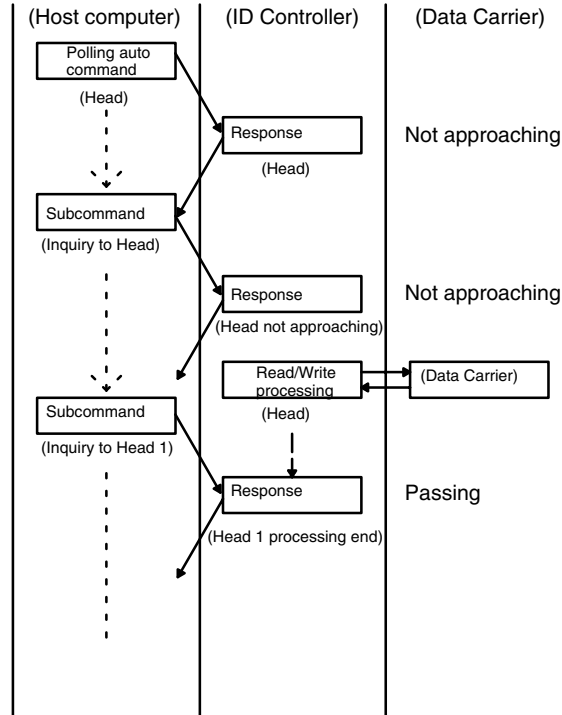 (Host computer) (ID Controller) (Data Carrier)
Polling auto
command
(Head)
Response
Not approaching
(Head)
Subcommand
(Inquiry to Head)
Response
Not approaching
(Head not approaching)
Read/Write
processing
(Data Carrier)
(Head)
Subcommand
(Inquiry to Head 1)
Response
Passing
(Head 1 processing end)